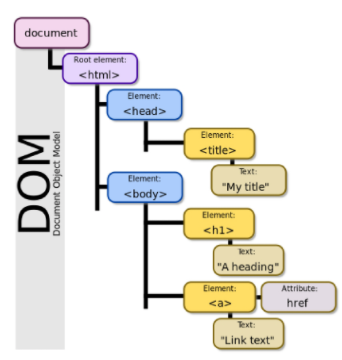 document
Root element:
<html>
Element:
<head>
Element:
<title>
Text:
"My title"
Element:
<body>
Element:
<h1>
Text:
"A heading"
Element:
<a>
Attribute:
href
Text:
"Link text"
DOM
Document Object Model